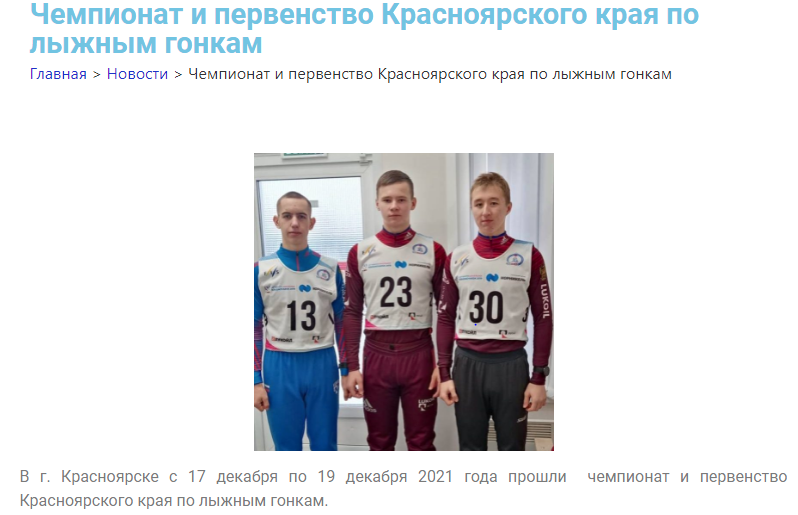 Чемпионат и первенство Красноярского края по
лыжным гонкам
Главная > Новости > Чемпионат и первенство Красноярского края по лыжным гонкам
13
23
30
LUKOIL
В г. Красноярске с 17 декабря по 19 декабря 2021 года прошли чемпионат и первенство
Красноярского края по лыжным гонкам.